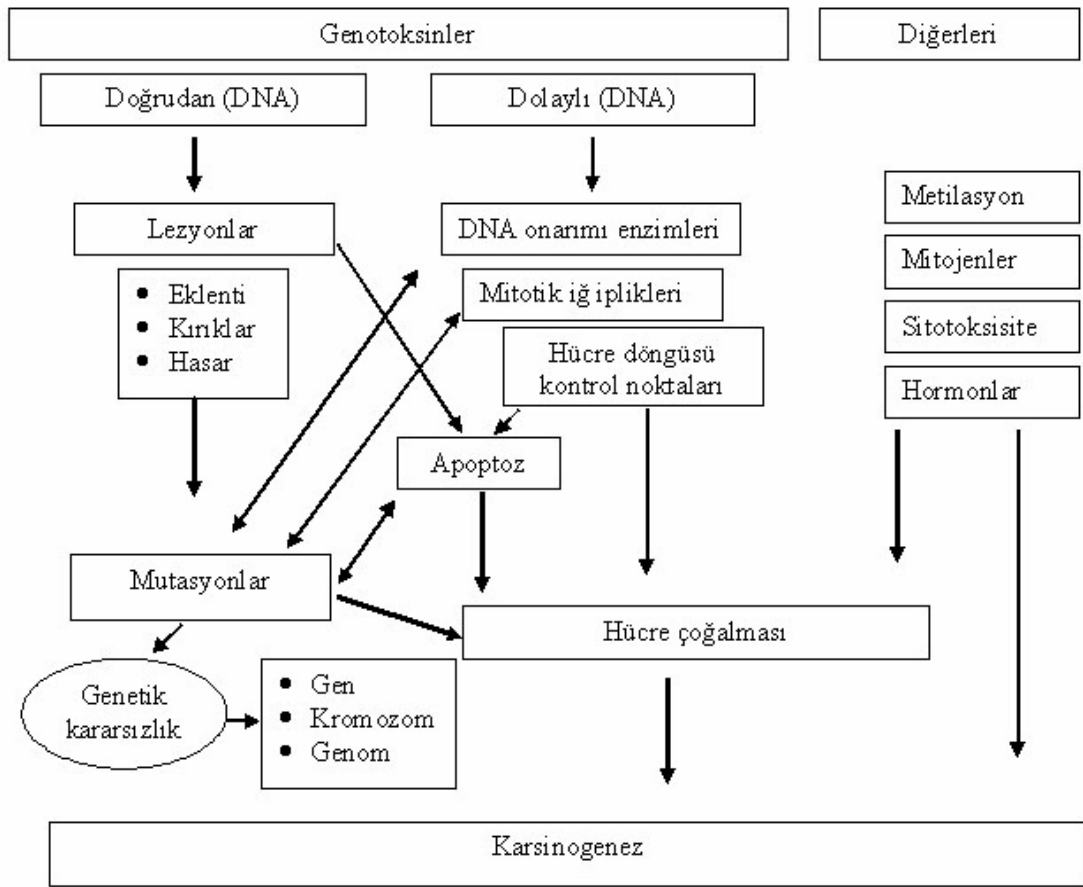 Genotoksinler
Diğerleri
Doğrudan (DNA)
Dolaylı (DNA)
Lezyonlar
DNA onarımı enzimleri
Metilasyon
Mitojenler
Sitotoksisite
Hormonlar
• Eklenti
• Kırıklar
• Hasar
Mitotik iğ iplikleri
Hücre döngüsü
kontrol noktaları
Apoptoz
Mutasyonlar
Hücre çoğalması
Genetik
kararsızlık
• Gen
• Kromozom
• Genom
Karsinogenez